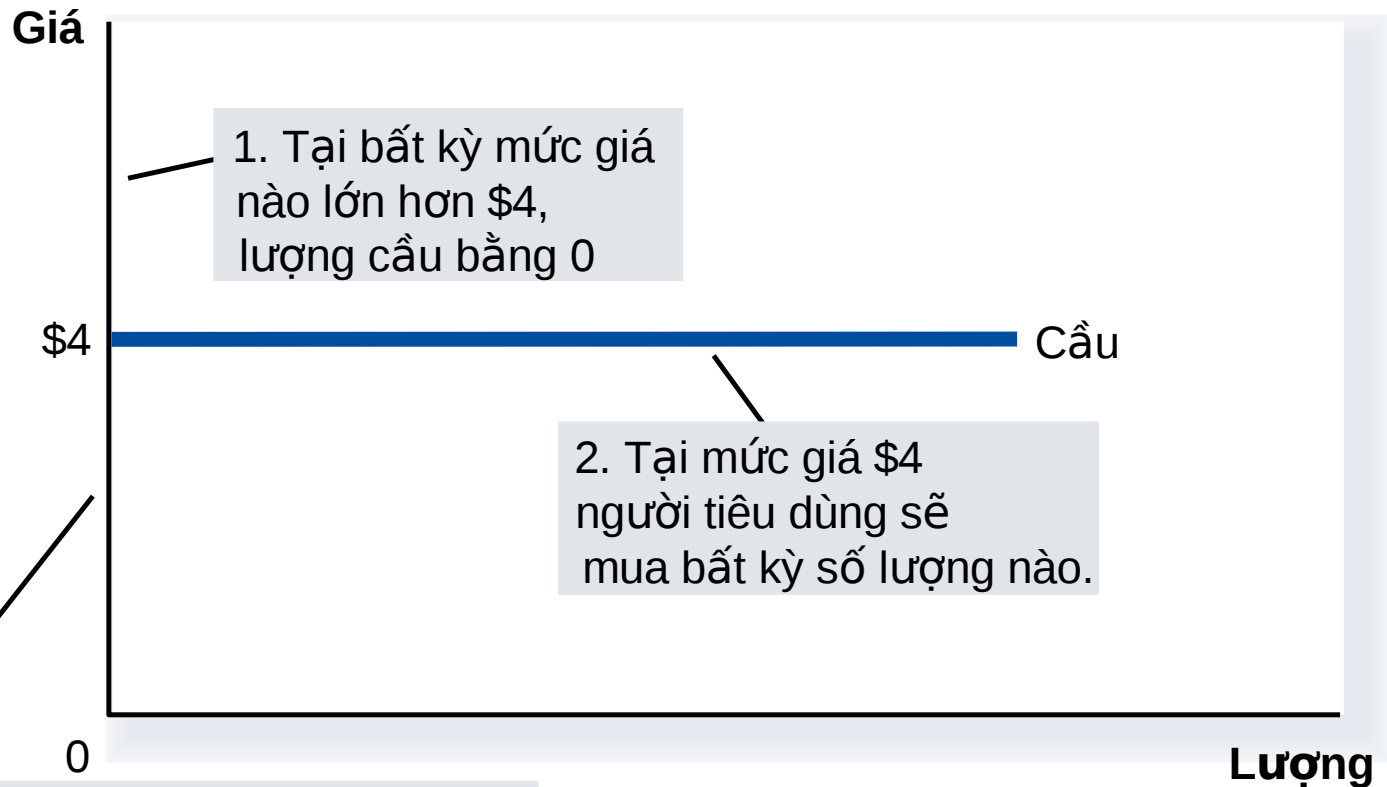 Giá
1. Tại bất kỳ mức giá
nào lớn hơn $4,
lượng cầu bằng 0
$4
Cầu
2. Tại mức giá $4
người tiêu dùng sẽ
mua bất kỳ số lượng nào.
0
Lượng